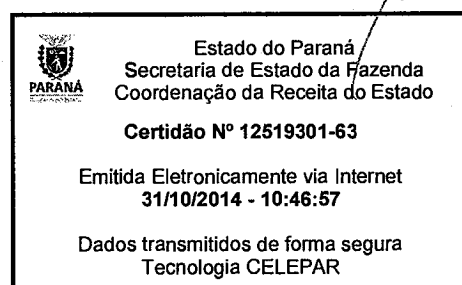 Estado do Paraná
Secretaria de Estado da Fazenda
PARANÁ
Coordenação da Receita do Estado
Certidão Nº 12519301-63
Emitida Eletronicamente via Internet
31/10/2014 - 10:46:57
Dados transmitidos de forma segura
Tecnologia CELEPAR